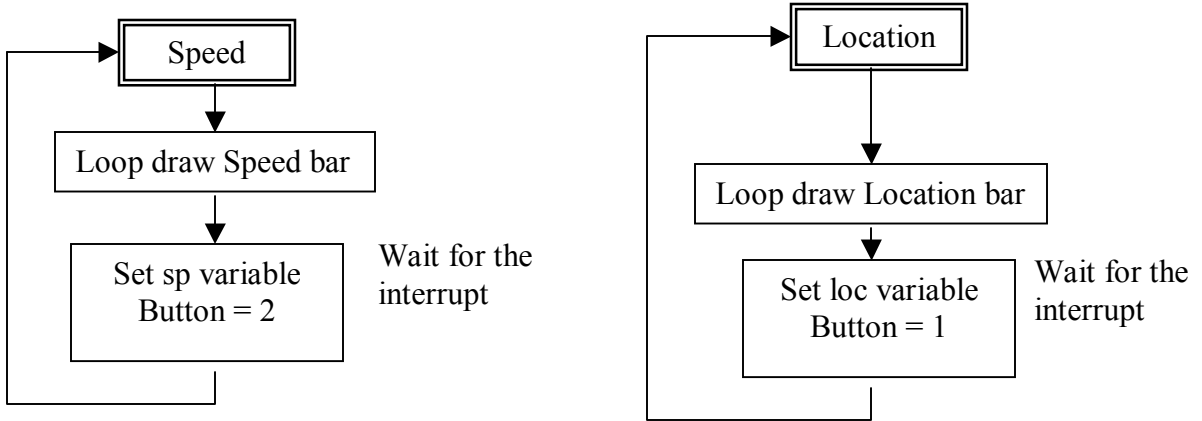 Speed
Loop draw Speed bar
Set sp variable
Button = 2
Wait for the
interrupt
Location
Loop draw Location bar
Set loc variable
Button = 1
Wait for the
interrupt